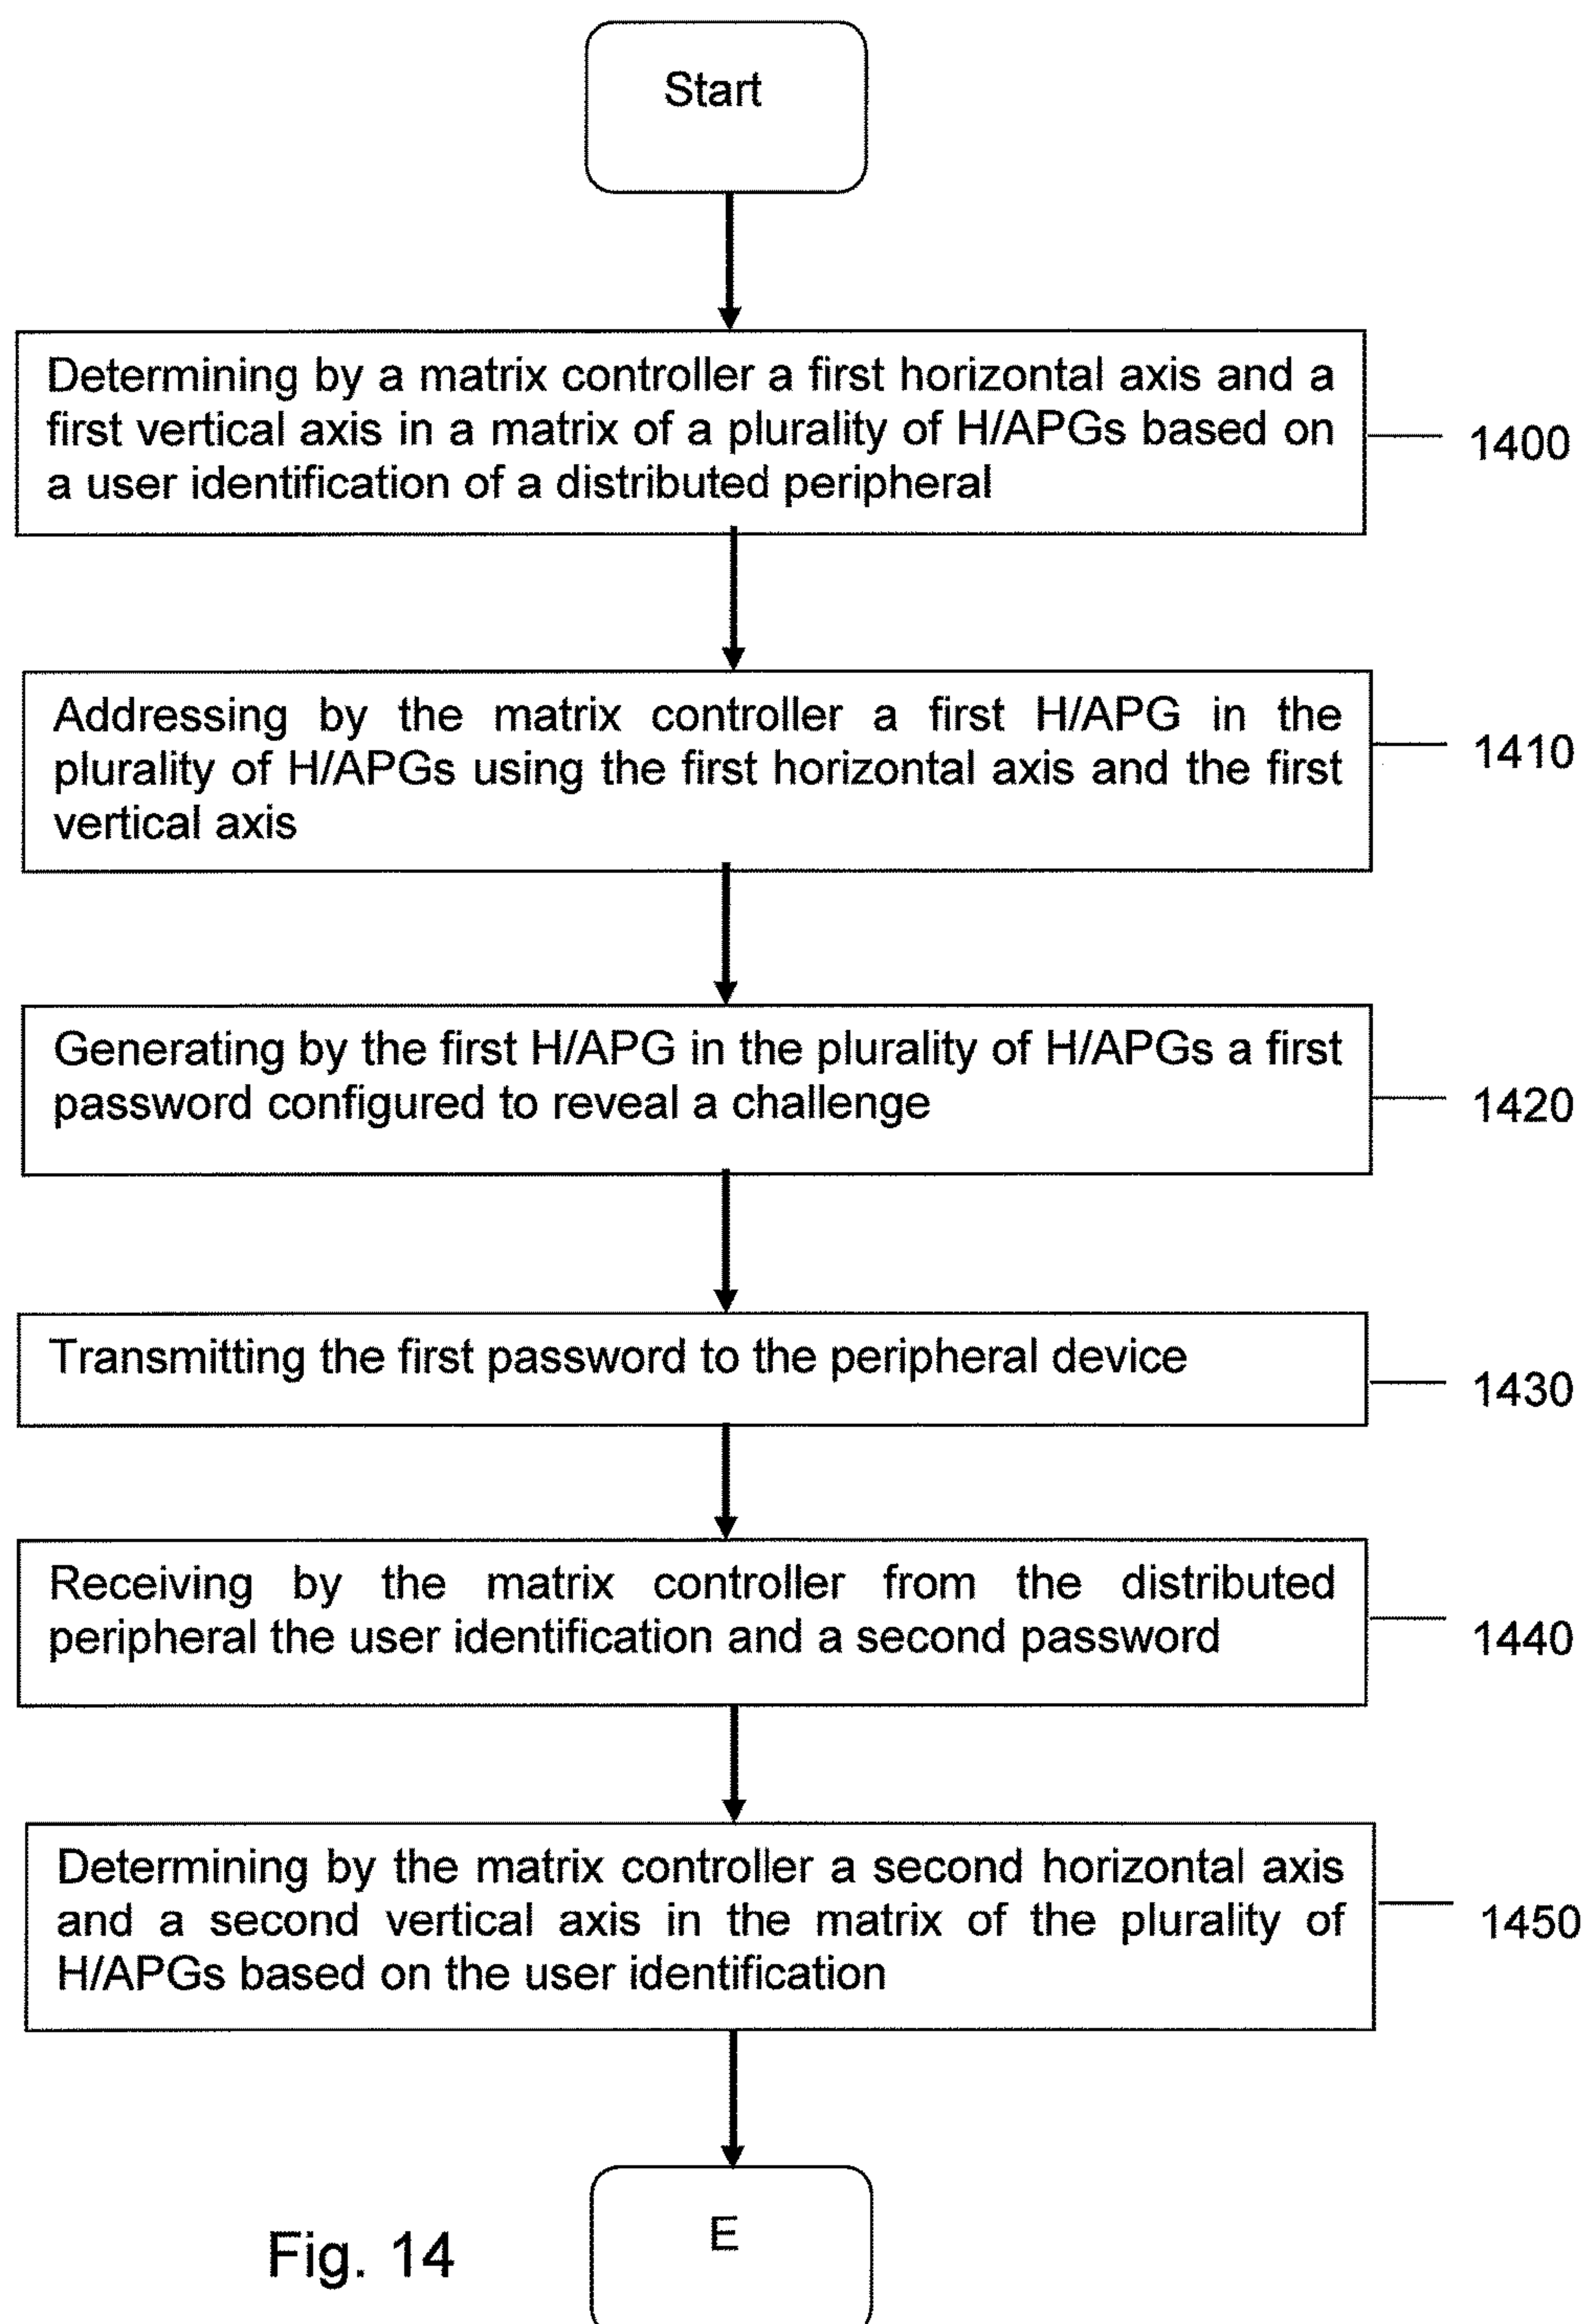 Start
Determining by a matrix controller a first horizontal axis and a
first vertical axis in a matrix of a plurality of H/APGs based on
a user identification of a distributed peripheral
1400
Addressing by the matrix controller a first H/APG in the
plurality of H/APGs using the first horizontal axis and the first
vertical axis
1410
Generating by the first H/APG in the plurality of H/APGs a first
password configured to reveal a challenge
1420
Transmitting the first password to the peripheral device
1430
Receiving by the matrix controller from the distributed
peripheral the user identification and a second password
1440
Determining by the matrix controller a second horizontal axis
and a second vertical axis in the matrix of the plurality of
H/APGs based on the user identification
1450
E
Fig. 14